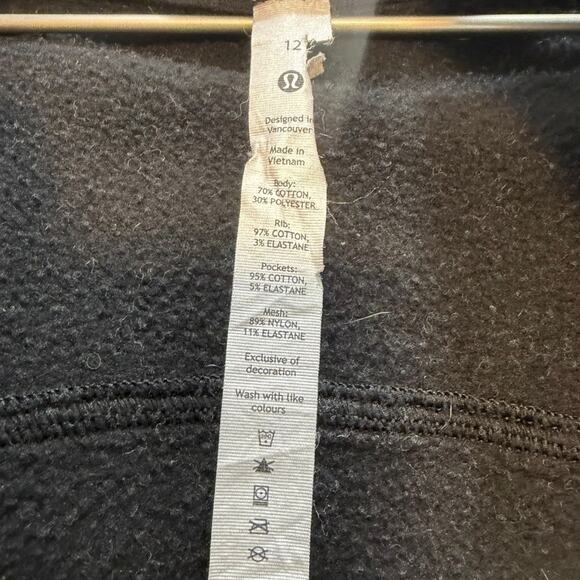 12
Designed in
Vancouver
Made in
Vietnam
Body:
70% COTTON,
30% POLYESTER
Rib:
97% COTTON,
3% ELASTANE
Pockets:
95% COTTON,
5% ELASTANE
Mesh:
89% NYLON,
11% ELASTANE
Exclusive of
decoration
Wash with like
colours